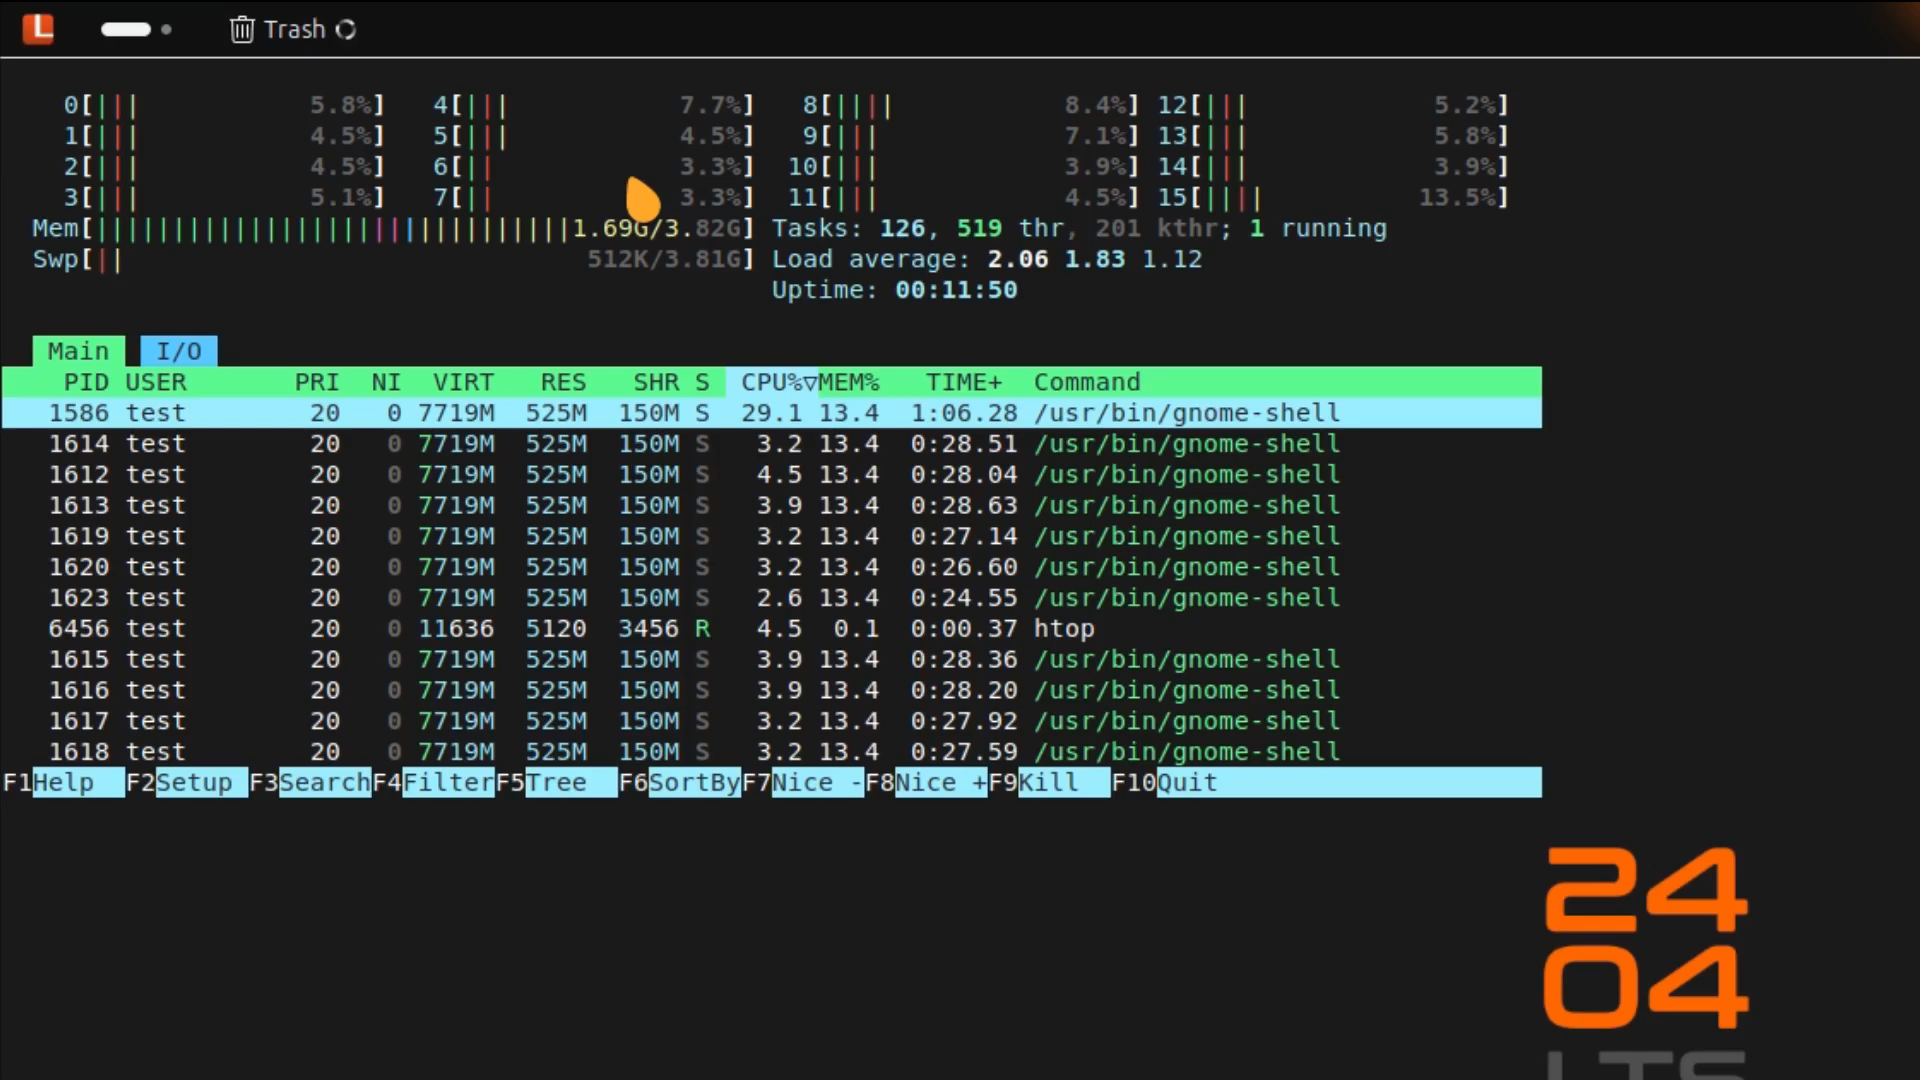 L Trash
0[||| 5.8%] 4[||| 7.7%] 8[|||| 8.4%] 12[||| 5.2%]
1[||| 4.5%] 5[||| 4.5%] 9[||| 7.1%] 13[||| 5.8%]
2[||| 4.5%] 6[|| 3.3%] 10[||| 3.9%] 14[||| 3.9%]
3[||| 5.1%] 7[|| 3.3%] 11[||| 4.5%] 15[|||| 13.5%]
Mem[|||||||||||||||||||||||||||||||1.69G/3.82G] Tasks: 126, 519 thr, 201 kthr; 1 running
Swp[|| 512K/3.81G] Load average: 2.06 1.83 1.12
Uptime: 00:11:50
Main I/O
PID USER PRI NI VIRT RES SHR S CPU%▽MEM% TIME+ Command
1586 test 20 0 7719M 525M 150M S 29.1 13.4 1:06.28 /usr/bin/gnome-shell
1614 test 20 0 7719M 525M 150M S 3.2 13.4 0:28.51 /usr/bin/gnome-shell
1612 test 20 0 7719M 525M 150M S 4.5 13.4 0:28.04 /usr/bin/gnome-shell
1613 test 20 0 7719M 525M 150M S 3.9 13.4 0:28.63 /usr/bin/gnome-shell
1619 test 20 0 7719M 525M 150M S 3.2 13.4 0:27.14 /usr/bin/gnome-shell
1620 test 20 0 7719M 525M 150M S 3.2 13.4 0:26.60 /usr/bin/gnome-shell
1623 test 20 0 7719M 525M 150M S 2.6 13.4 0:24.55 /usr/bin/gnome-shell
6456 test 20 0 11636 5120 3456 R 4.5 0.1 0:00.37 htop
1615 test 20 0 7719M 525M 150M S 3.9 13.4 0:28.36 /usr/bin/gnome-shell
1616 test 20 0 7719M 525M 150M S 3.9 13.4 0:28.20 /usr/bin/gnome-shell
1617 test 20 0 7719M 525M 150M S 3.2 13.4 0:27.92 /usr/bin/gnome-shell
1618 test 20 0 7719M 525M 150M S 3.2 13.4 0:27.59 /usr/bin/gnome-shell
F1Help F2Setup F3SearchF4FilterF5Tree F6SortByF7Nice -F8Nice +F9Kill F10Quit
24
04
LTS